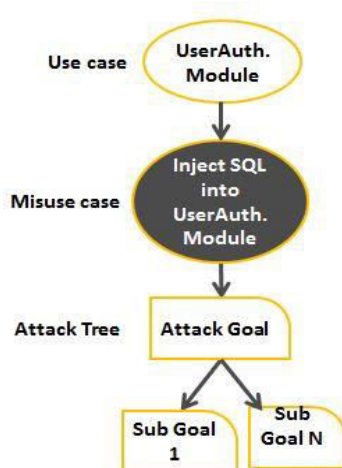 Use case
UserAuth.
Module
Misuse case
Inject SQL
into
UserAuth.
Module
Attack Tree
Attack Goal
Sub Goal
1
Sub
Goal N